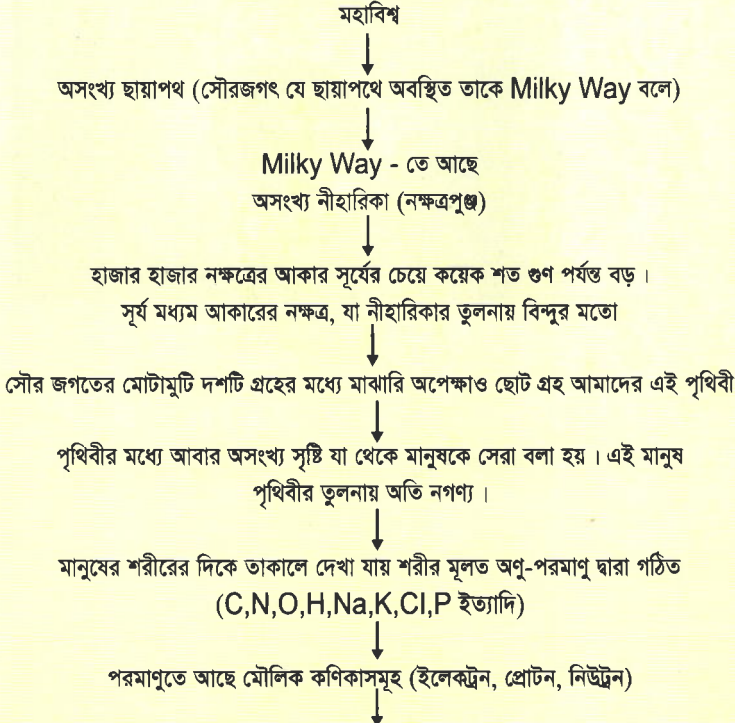 মহাবিশ্ব
অসংখ্য ছায়াপথ (সৌরজগৎ যে ছায়াপথে অবস্থিত তাকে Milky Way বলে)
Milky Way - তে আছে
অসংখ্য নীহারিকা (নক্ষত্রপুঞ্জ)
হাজার হাজার নক্ষত্রের আকার সূর্যের চেয়ে কয়েক শত গুণ পর্যন্ত বড় ।
সূর্য মধ্যম আকারের নক্ষত্র, যা নীহারিকার তুলনায় বিন্দুর মতো
সৌর জগতের মোটামুটি দশটি গ্রহের মধ্যে মাঝারি অপেক্ষাও ছোট গ্রহ আমাদের এই পৃথিবী
পৃথিবীর মধ্যে আবার অসংখ্য সৃষ্টি যা থেকে মানুষকে সেরা বলা হয় । এই মানুষ
পৃথিবীর তুলনায় অতি নগণ্য ।
মানুষের শরীরের দিকে তাকালে দেখা যায় শরীর মূলত অণু-পরমাণু দ্বারা গঠিত
(C,N,O,H,Na,K,Cl,P ইত্যাদি)
পরমাণুতে আছে মৌলিক কণিকাসমূহ (ইলেকট্রন, প্রোটন, নিউট্রন)